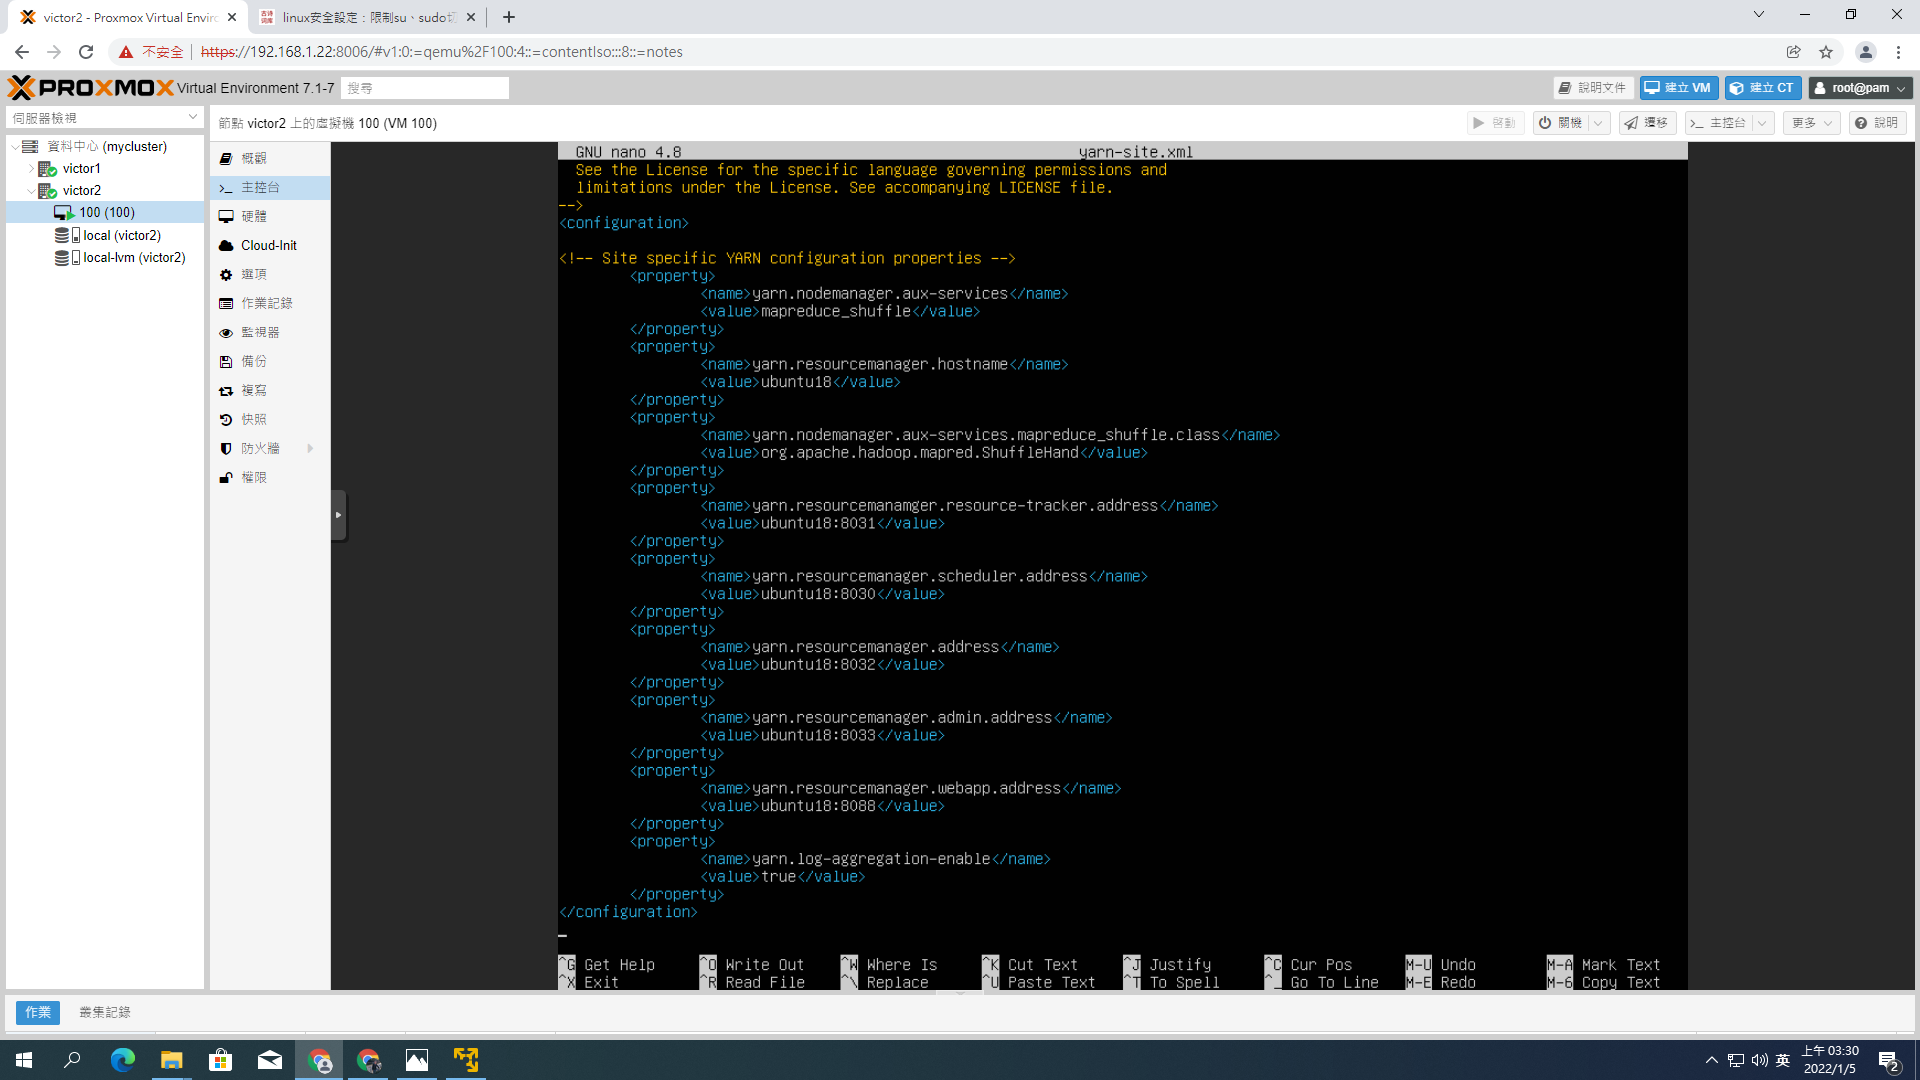 victor2 - Proxmox Virtual Enviro
linux安全設定：限制su、sudo切
不安全
https://192.168.1.22:8006/#v1:0:=qemu%2F100:4::=contentIso:::8::=notes
PROXMOX Virtual Environment 7.1-7
搜尋
說明文件
建立 VM
建立 CT
root@pam
伺服器檢視
節點 victor2 上的虛擬機 100 (VM 100)
啓動
關機
遷移
主控台
更多
說明
資料中心 (mycluster)
victor1
victor2
100 (100)
local (victor2)
local-lvm (victor2)
概觀
主控台
硬體
Cloud-Init
選項
作業記錄
監視器
備份
複寫
快照
防火牆
權限
GNU nano 4.8 yarn-site.xml
See the License for the specific language governing permissions and
limitations under the License. See accompanying LICENSE file.
-->
<configuration>
<!-- Site specific YARN configuration properties -->
<property>
<name>yarn.nodemanager.aux-services</name>
<value>mapreduce_shuffle</value>
</property>
<property>
<name>yarn.resourcemanager.hostname</name>
<value>ubuntu18</value>
</property>
<property>
<name>yarn.nodemanager.aux-services.mapreduce_shuffle.class</name>
<value>org.apache.hadoop.mapred.ShuffleHand</value>
</property>
<property>
<name>yarn.resourcemanamger.resource-tracker.address</name>
<value>ubuntu18:8031</value>
</property>
<property>
<name>yarn.resourcemanager.scheduler.address</name>
<value>ubuntu18:8030</value>
</property>
<property>
<name>yarn.resourcemanager.address</name>
<value>ubuntu18:8032</value>
</property>
<property>
<name>yarn.resourcemanager.admin.address</name>
<value>ubuntu18:8033</value>
</property>
<property>
<name>yarn.resourcemanager.webapp.address</name>
<value>ubuntu18:8088</value>
</property>
<property>
<name>yarn.log-aggregation-enable</name>
<value>true</value>
</property>
</configuration>
^G Get Help ^O Write Out ^W Where Is ^K Cut Text ^J Justify ^C Cur Pos M-U Undo M-A Mark Text
^X Exit ^R Read File ^\ Replace ^U Paste Text ^T To Spell ^_ Go To Line M-E Redo M-6 Copy Text
作業
叢集記錄
英
上午 03:30
2022/1/5
2